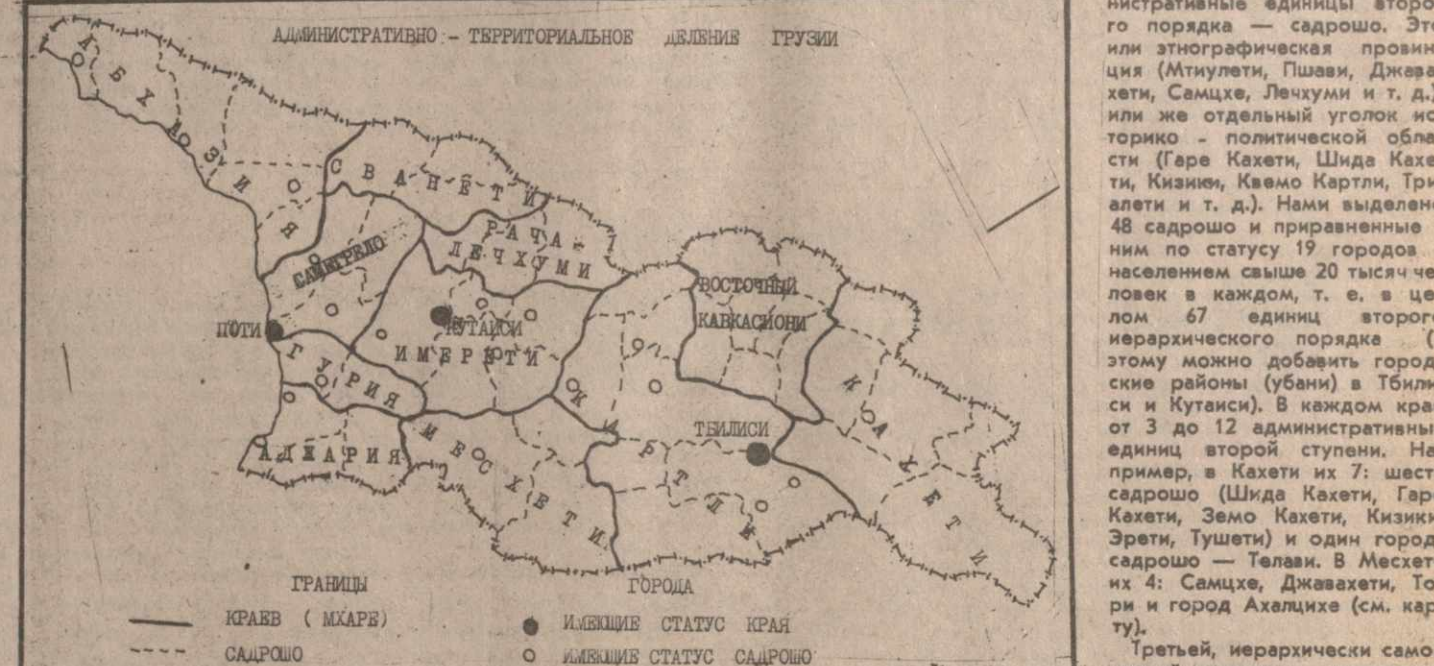 АДМИНИСТРАТИВНО - ТЕРРИТОРИАЛЬНОЕ ДЕЛЕНИЕ ГРУЗИИ
АБХАЗИЯ
СВАНЕТИ
РАЧА-
ЛЕЧХУМИ
САМЕГРЕЛО
ВОСТОЧНЫЙ
КАВКАСИОНИ
ПОТИ
КУТАИСИ
ИМЕРЕТИ
ГУРИЯ
КАХЕТИ
ТБИЛИСИ
КАРТЛИ
АДЖАРИЯ
МЕСХЕТИ
ГРАНИЦЫ
КРАЕВ ( МХАРЕ)
САДРОШО
ГОРОДА
ИМЕЮЩИЕ СТАТУС КРАЯ
ИМЕЮЩИЕ СТАТУС САДРОШО
нистративные единицы второ
го порядка — садрошо. Это
или этнографическая провин
ция (Мтиулети, Пшави, Джава
хети, Самцхе, Лечхуми и т. д.)
или же отдельный уголок ис
торико - политической обла
сти (Гаре Кахети, Шида Кахе
ти, Кизики, Квемо Картли, Три
алети и т. д.). Нами выделено
48 садрошо и приравненные
ним по статусу 19 городов
населением свыше 20 тысяч че
ловек в каждом, т. е. в це
лом 67 единиц второго
иерархического порядка (
этому можно добавить город
ские районы (убани) в Тбили
си и Кутаиси). В каждом кра
от 3 до 12 административны
единиц второй ступени. На
пример, в Кахети их 7: шест
садрошо (Шида Кахети, Гар
Кахети, Земо Кахети, Кизики
Эрети, Тушети) и один город
садрошо — Телави. В Месхет
их 4: Самцхе, Джавахети, То
ри и город Ахалцихе (см. кар
ту).
Третьей, иерархически само